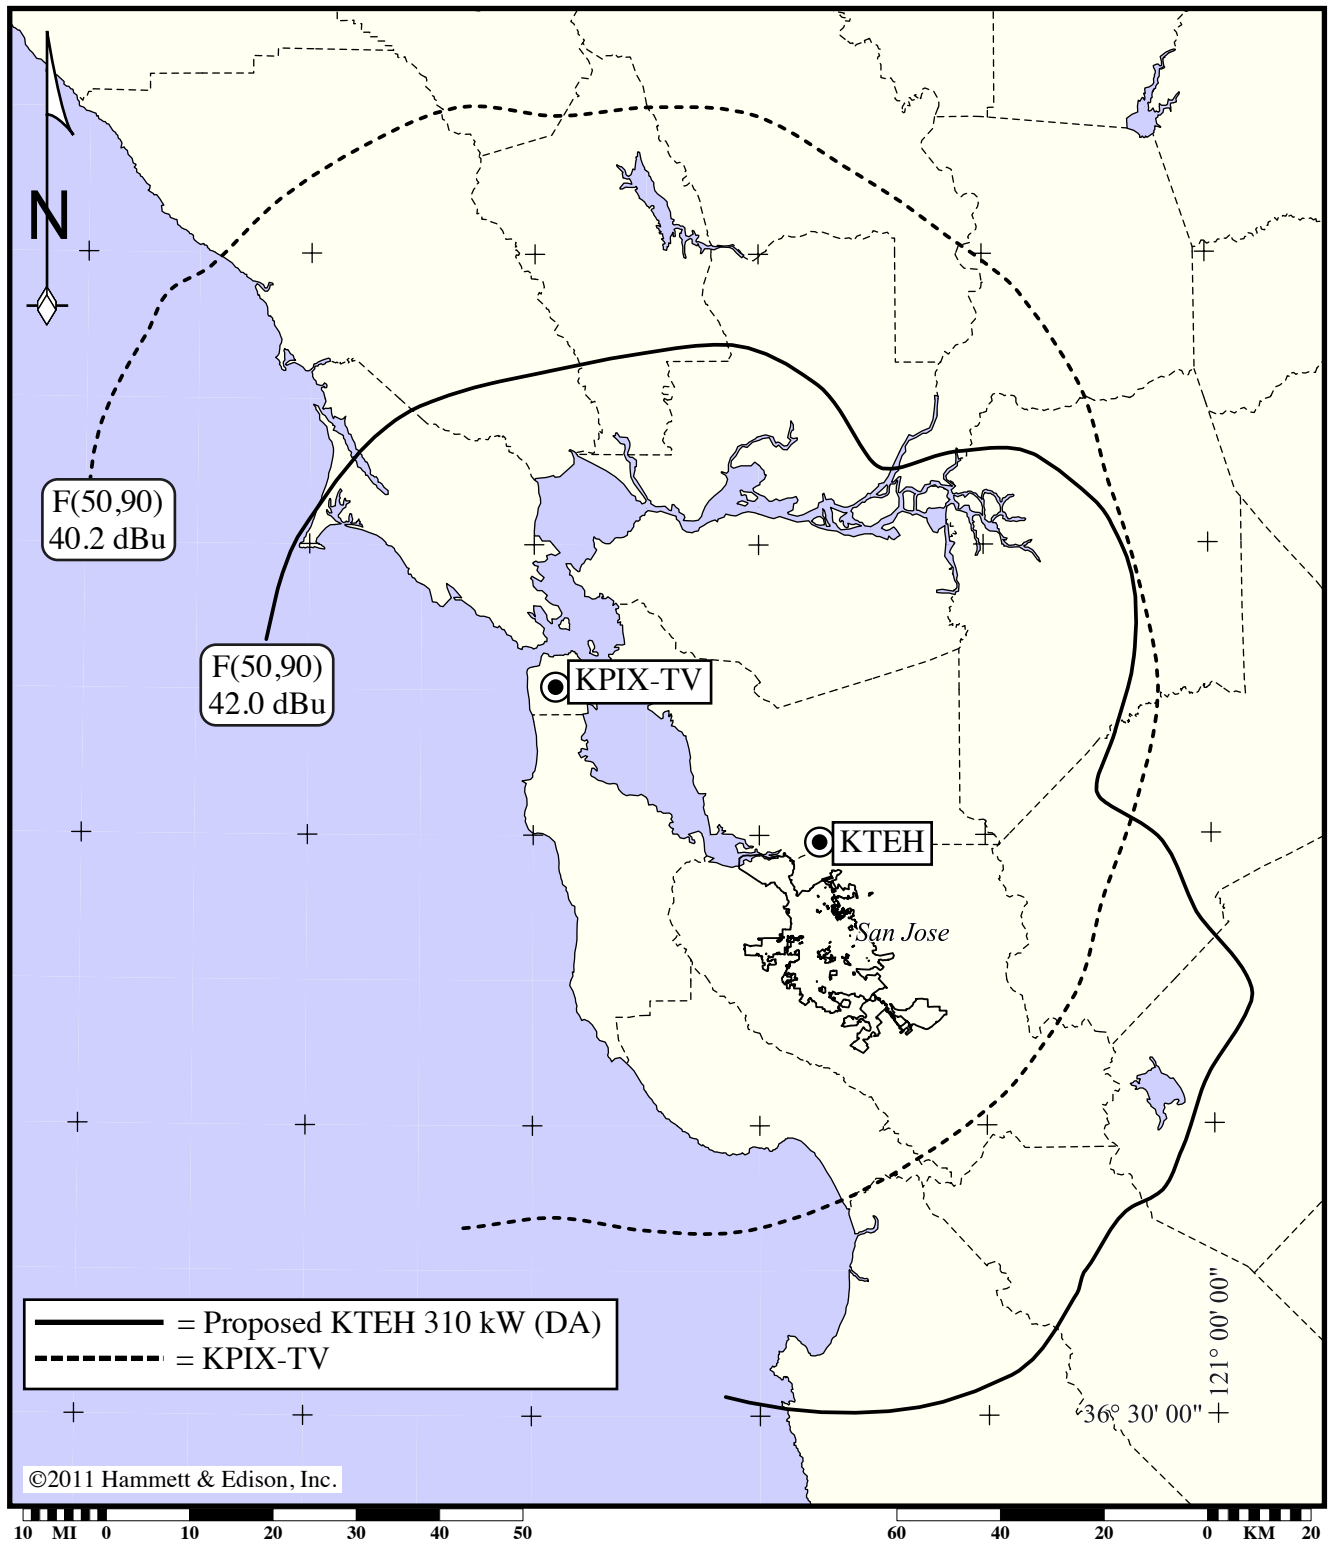 N
F(50,90)
40.2 dBu
F(50,90)
42.0 dBu
KPIX-TV
KTEH
San Jose
= Proposed KTEH 310 kW (DA)
= KPIX-TV
121° 00' 00"
36° 30' 00"
©2011 Hammett & Edison, Inc.
10 MI 0 10 20 30 40 50 60 40 20 0 KM 20